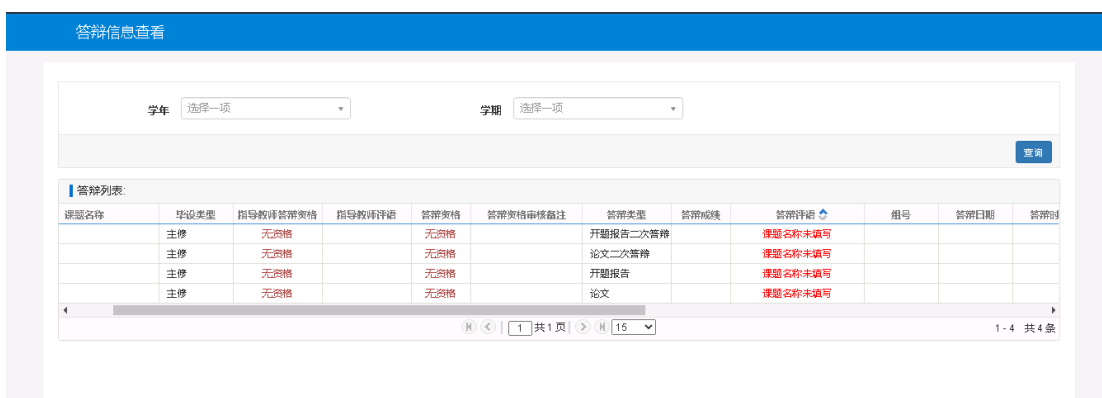 答辩信息查看
学年 选择一项 学期 选择一项
查询
答辩列表:
课题名称 毕设类型 指导教师答辩资格 指导教师评语 答辩资格 答辩资格审核备注 答辩类型 答辩成绩 答辩评语 组号 答辩日期 答辩时
主修 无资格 无资格 开题报告二次答辩 课题名称未填写
主修 无资格 无资格 论文二次答辩 课题名称未填写
主修 无资格 无资格 开题报告 课题名称未填写
主修 无资格 无资格 论文 课题名称未填写
1 共1页 15 1 - 4 共4条